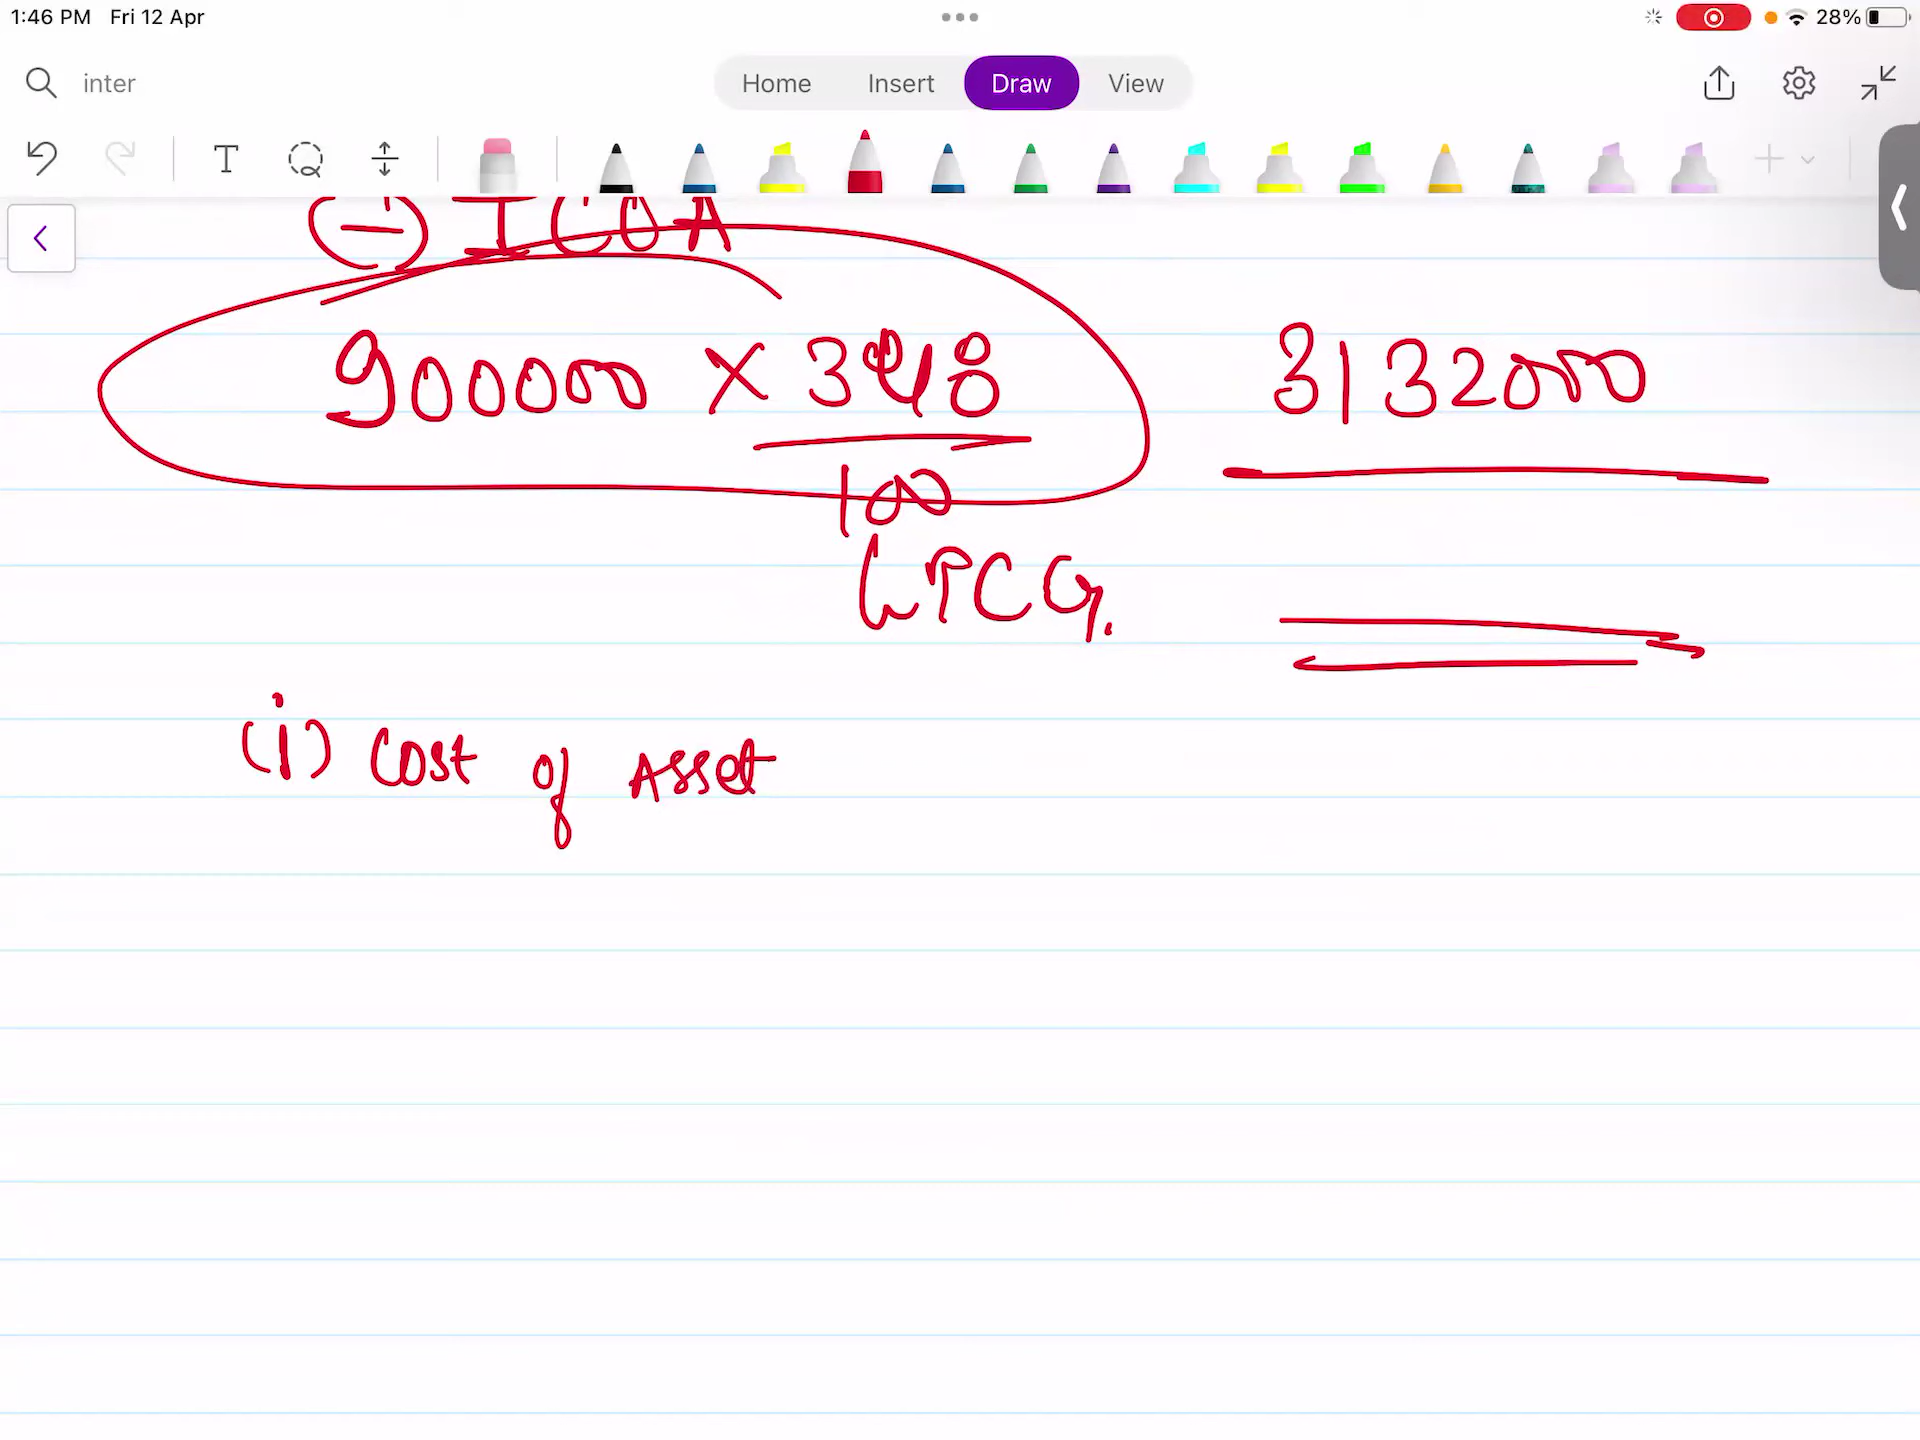 1:46 PM Fri 12 Apr
28%
inter
Home Insert Draw View
T
(-) ICOA
900000 × 348 3132000
100
LTCG.
(i) Cost of Asset